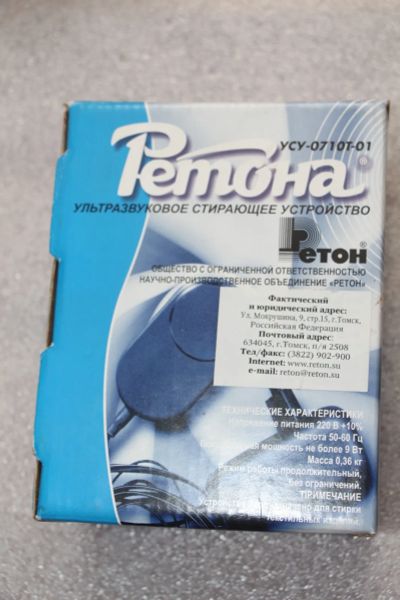 УСУ-0710Т-01
Ретона®
УЛЬТРАЗВУКОВОЕ СТИРАЮЩЕЕ УСТРОЙСТВО
Ретон®
ОБЩЕСТВО С ОГРАНИЧЕННОЙ ОТВЕТСТВЕННОСТЬЮ
НАУЧНО-ПРОИЗВОДСТВЕННОЕ ОБЪЕДИНЕНИЕ «РЕТОН»
Фактический
и юридический адрес:
Ул. Мокрушина, 9, стр.15, г.Томск,
Российская Федерация
Почтовый адрес:
634045, г.Томск, п/я 2508
Тел/факс: (3822) 902-900
Internet: www.reton.su
e-mail: reton@reton.su
ТЕХНИЧЕСКИЕ ХАРАКТЕРИСТИКИ
Напряжение питания 220 В +10%
Частота 50-60 Гц
мощность не более 9 Вт
Масса 0,36 кг
Режим работы продолжительный,
без ограничений.
ПРИМЕЧАНИЕ
для стирки
текстильных изделий.